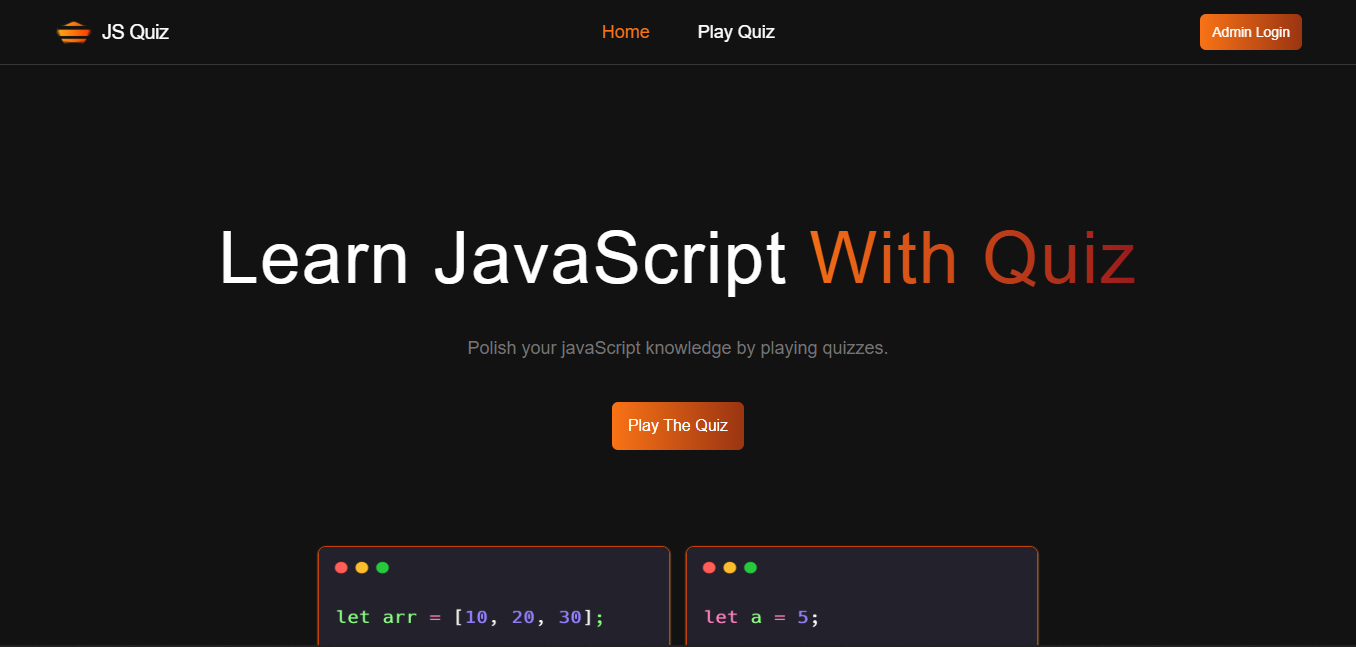 JS Quiz
Home
Play Quiz
Admin Login
Learn JavaScript With Quiz
Polish your javaScript knowledge by playing quizzes.
Play The Quiz
let arr = [10, 20, 30];
let a = 5;